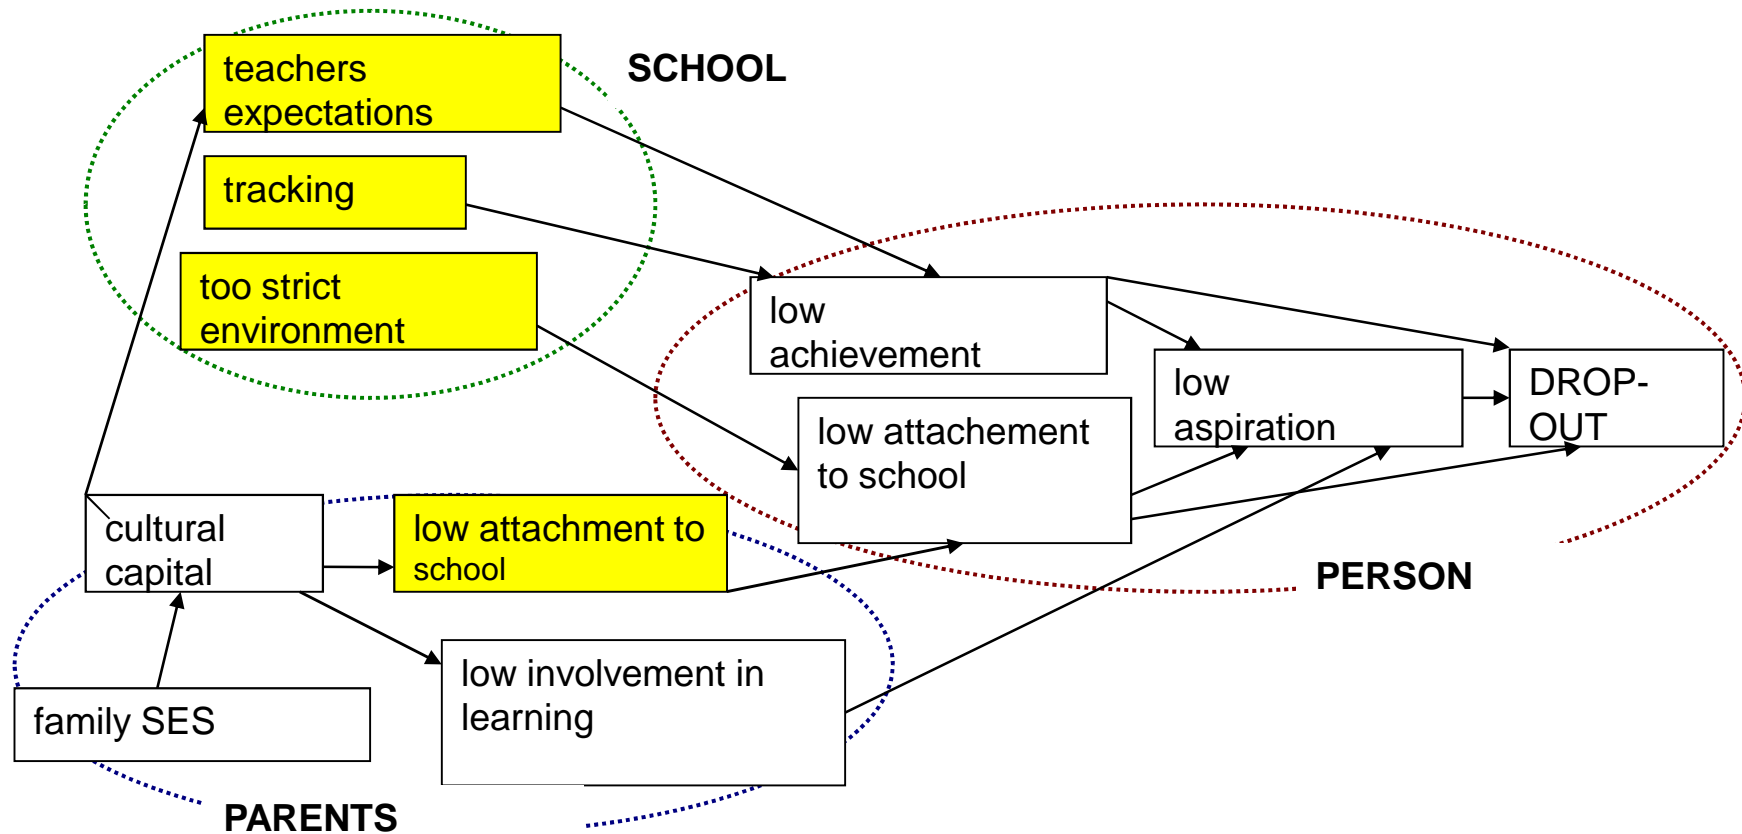 teachers
expectations
SCHOOL
tracking
too strict
environment
low
achievement
low
aspiration
DROP-
OUT
low attachement
to school
cultural
capital
low attachment to
school
PERSON
low involvement in
learning
family SES
PARENTS